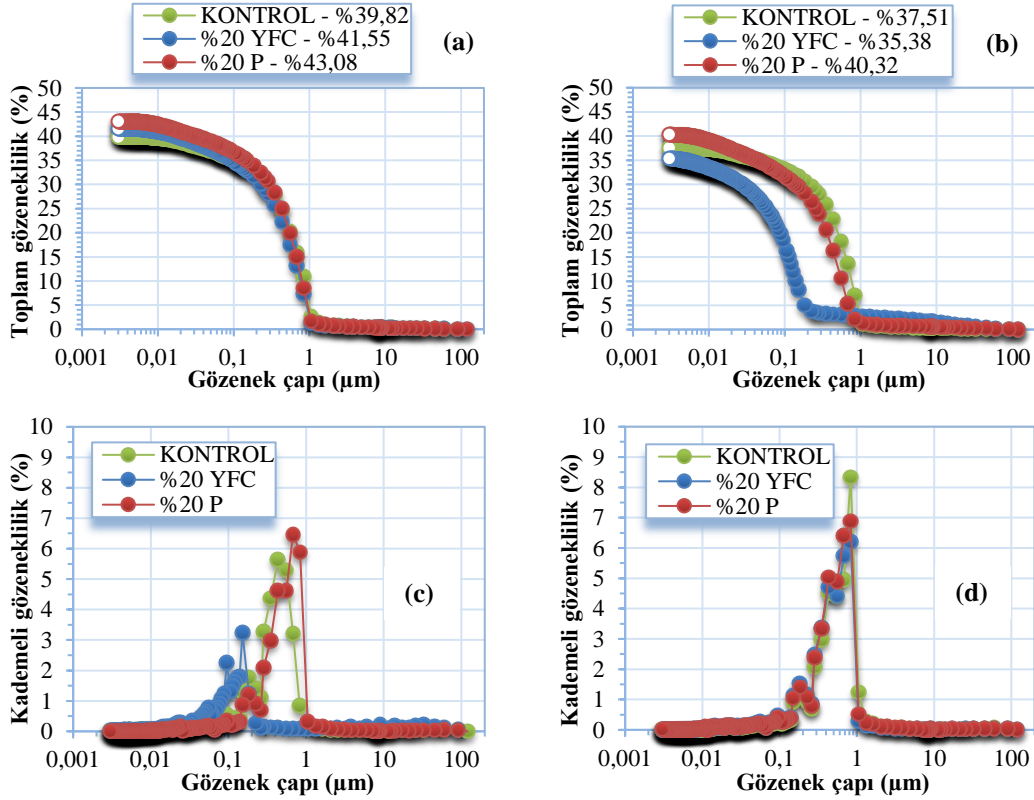 KONTROL - %39,82
%20 YFC - %41,55
%20 P - %43,08
(a)
Toplam gözeneklilik (%)
50
45
40
35
30
25
20
15
10
5
0
0,001
0,01
0,1
1
10
100
Gözenek çapı (µm)
KONTROL - %37,51
%20 YFC - %35,38
%20 P - %40,32
(b)
Toplam gözeneklilik (%)
50
45
40
35
30
25
20
15
10
5
0
0,001
0,01
0,1
1
10
100
Gözenek çapı (µm)
KONTROL
%20 YFC
%20 P
(c)
Kademeli gözeneklilik (%)
10
9
8
7
6
5
4
3
2
1
0
0,001
0,01
0,1
1
10
100
Gözenek çapı (µm)
KONTROL
%20 YFC
%20 P
(d)
Kademeli gözeneklilik (%)
10
9
8
7
6
5
4
3
2
1
0
0,001
0,01
0,1
1
10
100
Gözenek çapı (µm)